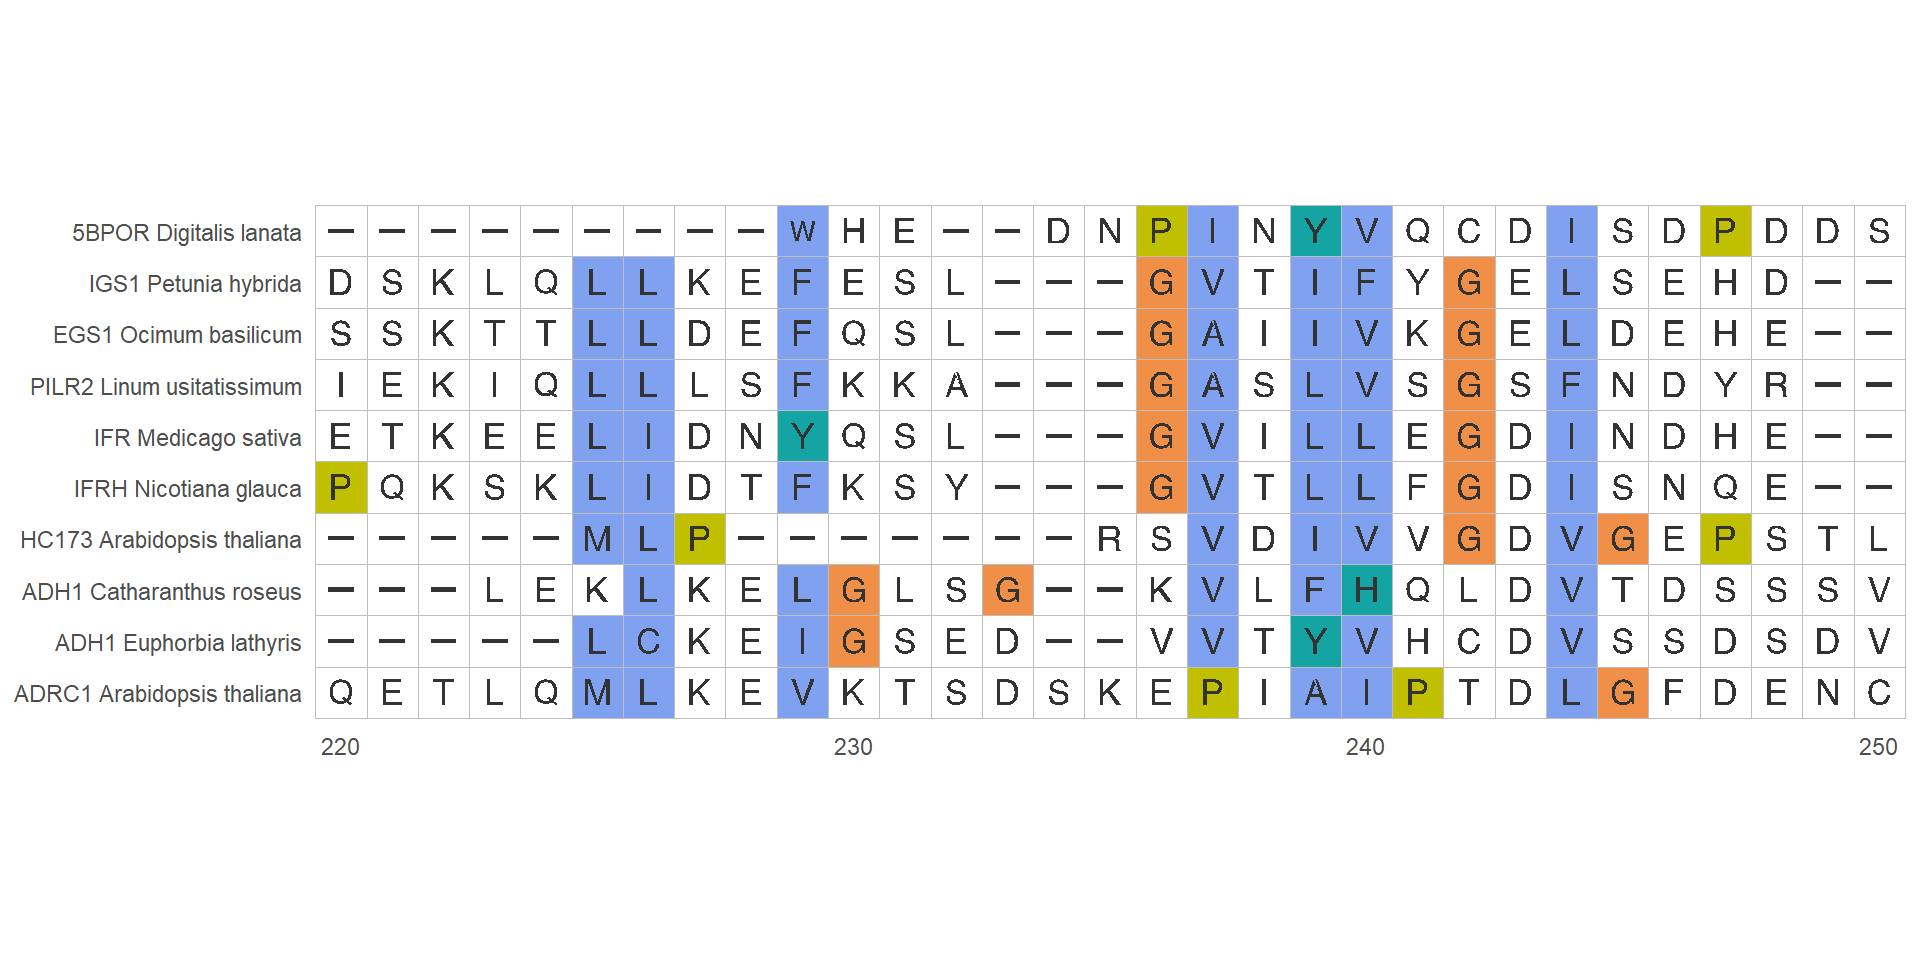 5BPOR Digitalis lanata — — — — — — — — — W H E — — D N P I N Y V Q C D I S D P D D S
IGS1 Petunia hybrida D S K L Q L L K E F E S L — — — G V T I F Y G E L S E H D — —
EGS1 Ocimum basilicum S S K T T L L D E F Q S L — — — G A I I V K G E L D E H E — —
PILR2 Linum usitatissimum I E K I Q L L L S F K K A — — — G A S L V S G S F N D Y R — —
IFR Medicago sativa E T K E E L I D N Y Q S L — — — G V I L L E G D I N D H E — —
IFRH Nicotiana glauca P Q K S K L I D T F K S Y — — — G V T L L F G D I S N Q E — —
HC173 Arabidopsis thaliana — — — — — M L P — — — — — — — R S V D I V V G D V G E P S T L
ADH1 Catharanthus roseus — — — L E K L K E L G L S G — — K V L F H Q L D V T D S S S V
ADH1 Euphorbia lathyris — — — — — L C K E I G S E D — — V V T Y V H C D V S S D S D V
ADRC1 Arabidopsis thaliana Q E T L Q M L K E V K T S D S K E P I A I P T D L G F D E N C
220 230 240 250